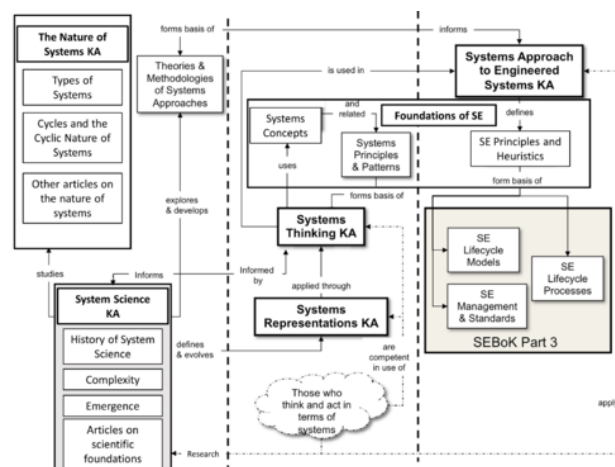 The Nature of
Systems KA
Types of
Systems
Cycles and the
Cyclic Nature of
Systems
Other articles on
the nature of
systems
forms basis of
Theories &
Methodologies
of Systems
Approaches
informs
is used in
Systems Approach
to Engineered
Systems KA
and
related
Foundations of SE
defines
Systems
Concepts
Systems
Principles
& Patterns
SE Principles and
Heuristics
uses
forms basis of
form basis of
explores
& develops
Systems
Thinking KA
SE
Lifecycle
Models
SE
Lifecycle
Processes
SE
Management
& Standards
SEBoK Part 3
studies
Informs
Informed
by
applied through
System Science
KA
History of System
Science
Complexity
Emergence
Articles on
scientific
foundations
defines
& evolves
Systems
Representations KA
are
competent
in use of
Those who
think and act in
terms of
systems
Research
appl